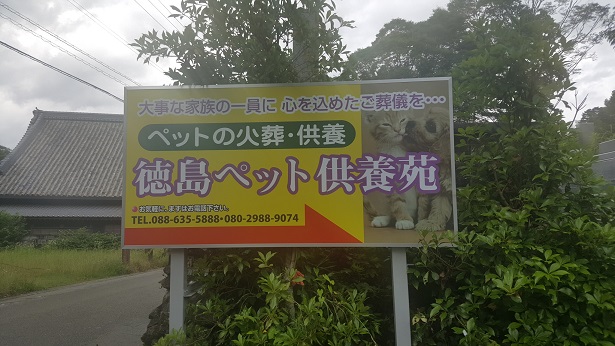 大事な家族の一員に 心を込めたご葬儀を…
ペットの火葬・供養
徳島ペット供養苑
お気軽に、まずはお電話下さい。
TEL.088-635-5888・080-2988-9074